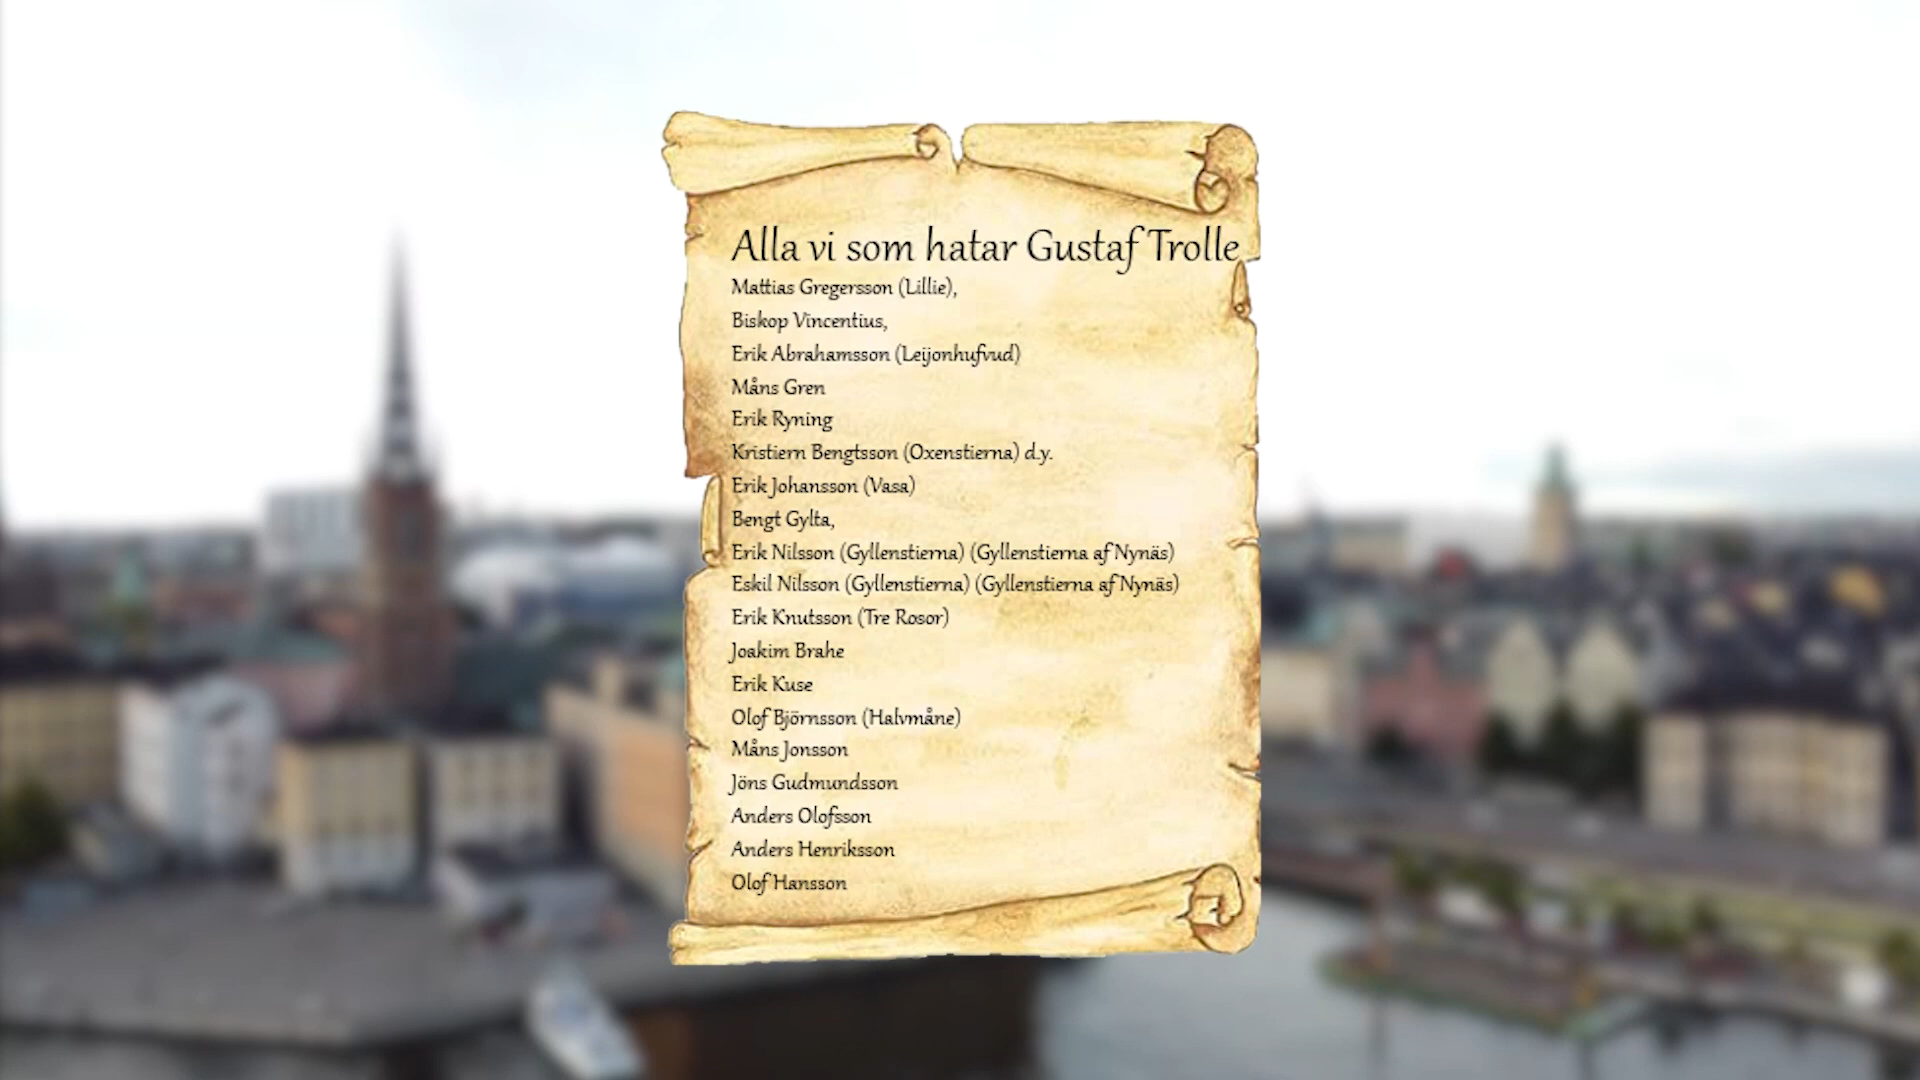 Alla vi som hatar Gustaf Trolle
Mattias Gregersson (Lillie),
Biskop Vincentius,
Erik Abrahamsson (Leijonhufvud)
Måns Gren
Erik Ryning
Kristiern Bengtsson (Oxenstierna) d.y.
Erik Johansson (Vasa)
Bengt Gylta,
Erik Nilsson (Gyllenstierna) (Gyllenstierna af Nynäs)
Eskil Nilsson (Gyllenstierna) (Gyllenstierna af Nynäs)
Erik Knutsson (Tre Rosor)
Joakim Brahe
Erik Kuse
Olof Björnsson (Halvmåne)
Måns Jonsson
Jöns Gudmundsson
Anders Olofsson
Anders Henriksson
Olof Hansson